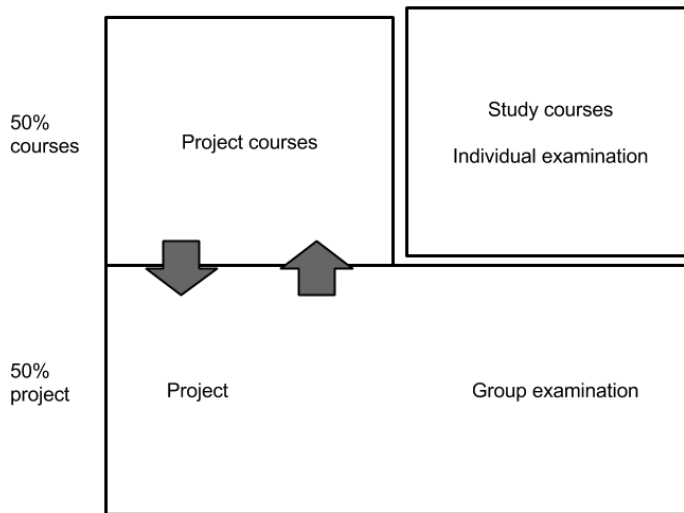 50%
courses
Project courses
Study courses
Individual examination
50%
project
Project
Group examination